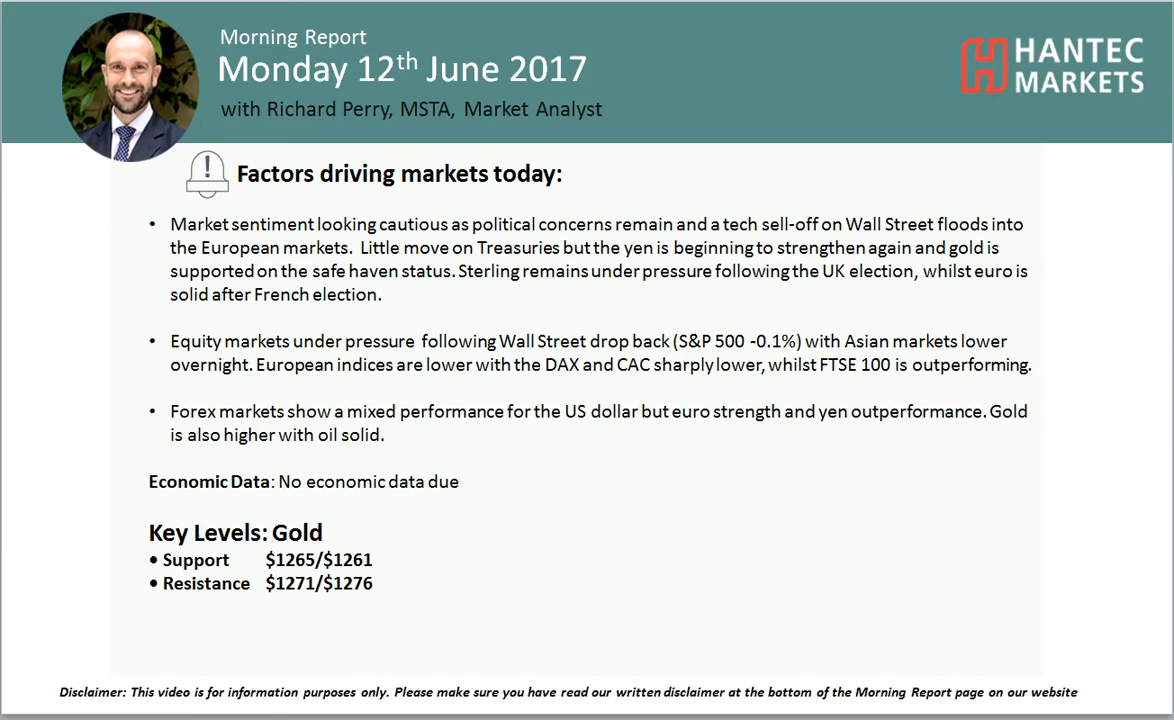 Morning Report
Monday 12th June 2017
with Richard Perry, MSTA, Market Analyst
HANTEC
MARKETS
Factors driving markets today:
• Market sentiment looking cautious as political concerns remain and a tech sell-off on Wall Street floods into
the European markets. Little move on Treasuries but the yen is beginning to strengthen again and gold is
supported on the safe haven status. Sterling remains under pressure following the UK election, whilst euro is
solid after French election.
• Equity markets under pressure following Wall Street drop back (S&P 500 -0.1%) with Asian markets lower
overnight. European indices are lower with the DAX and CAC sharply lower, whilst FTSE 100 is outperforming.
• Forex markets show a mixed performance for the US dollar but euro strength and yen outperformance. Gold
is also higher with oil solid.
Economic Data: No economic data due
Key Levels: Gold
• Support $1265/$1261
• Resistance $1271/$1276
Disclaimer: This video is for information purposes only. Please make sure you have read our written disclaimer at the bottom of the Morning Report page on our website